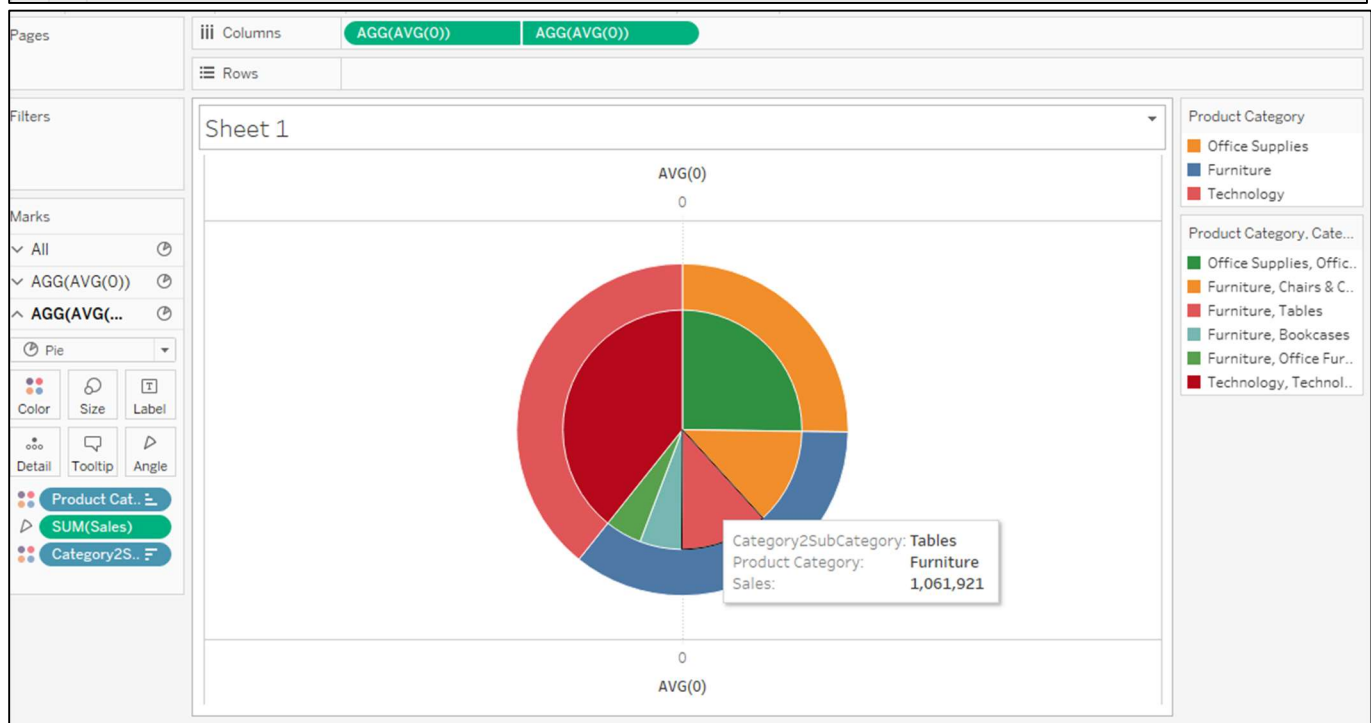 Pages
iii Columns
AGG(AVG(0))
AGG(AVG(0))
Rows
Filters
Sheet 1
AVG(0)
0
Marks
All
AGG(AVG(0))
AGG(AVG(...
Pie
Color
Size
Label
Detail
Tooltip
Angle
Product Cat..
SUM(Sales)
Category2S..
Category2SubCategory: Tables
Product Category: Furniture
Sales: 1,061,921
0
AVG(0)
Product Category
Office Supplies
Furniture
Technology
Product Category, Cate...
Office Supplies, Offic..
Furniture, Chairs & C..
Furniture, Tables
Furniture, Bookcases
Furniture, Office Fur..
Technology, Technol..